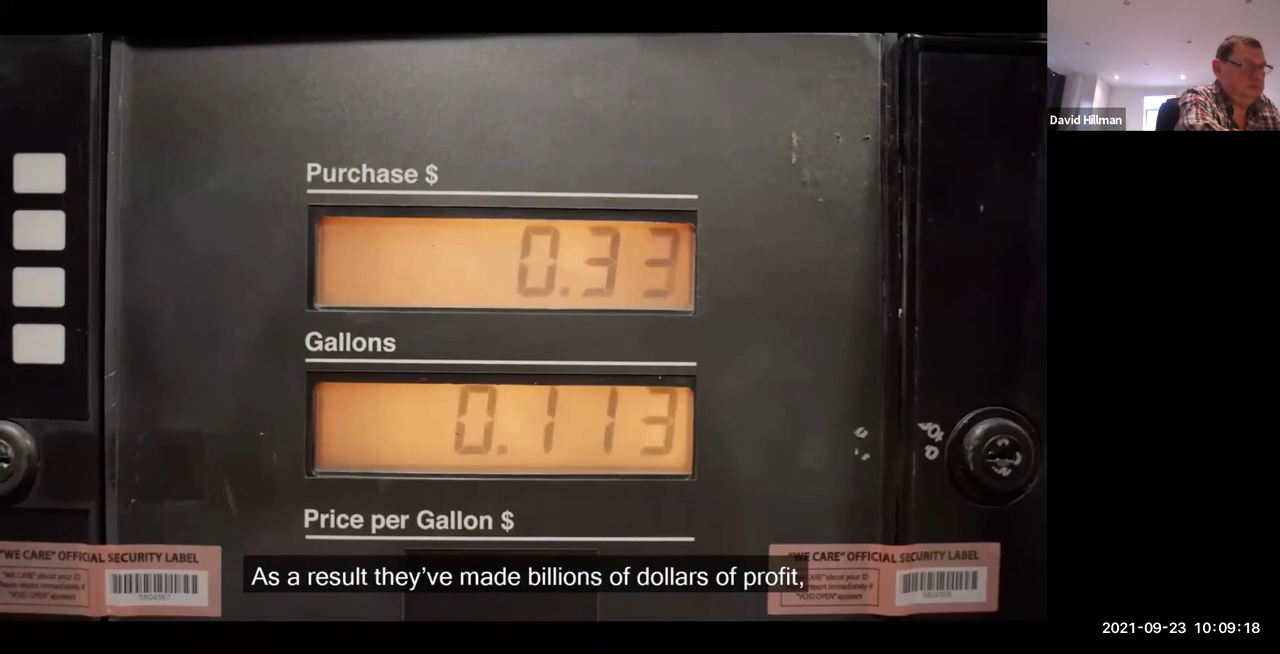 David Hillman
Purchase $
0.33
Gallons
0.113
Price per Gallon $
"WE CARE" OFFICIAL SECURITY LABEL
"WE CARE" OFFICIAL SECURITY LABEL
As a result they've made billions of dollars of profit,
2021-09-23 10:09:18